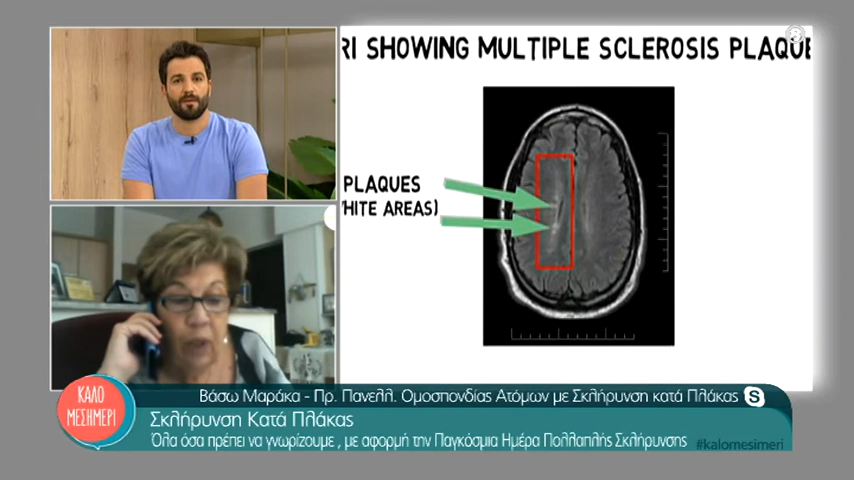 RI SHOWING MULTIPLE SCLEROSIS PLAQUE
PLAQUES
WHITE AREAS)
Βάσω Μαράκα - Πρ. Πανελλ. Ομοσπονδίας Ατόμων με Σκλήρυνση κατά Πλάκας
ΚΑΛΟ
ΜΕΣΗΜΕΡΙ
Σκλήρυνση Κατά Πλάκας
Όλα όσα πρέπει να γνωρίζουμε , με αφορμή την Παγκόσμια Ημέρα Πολλαπλής Σκλήρυνσης
#kalomesimeri